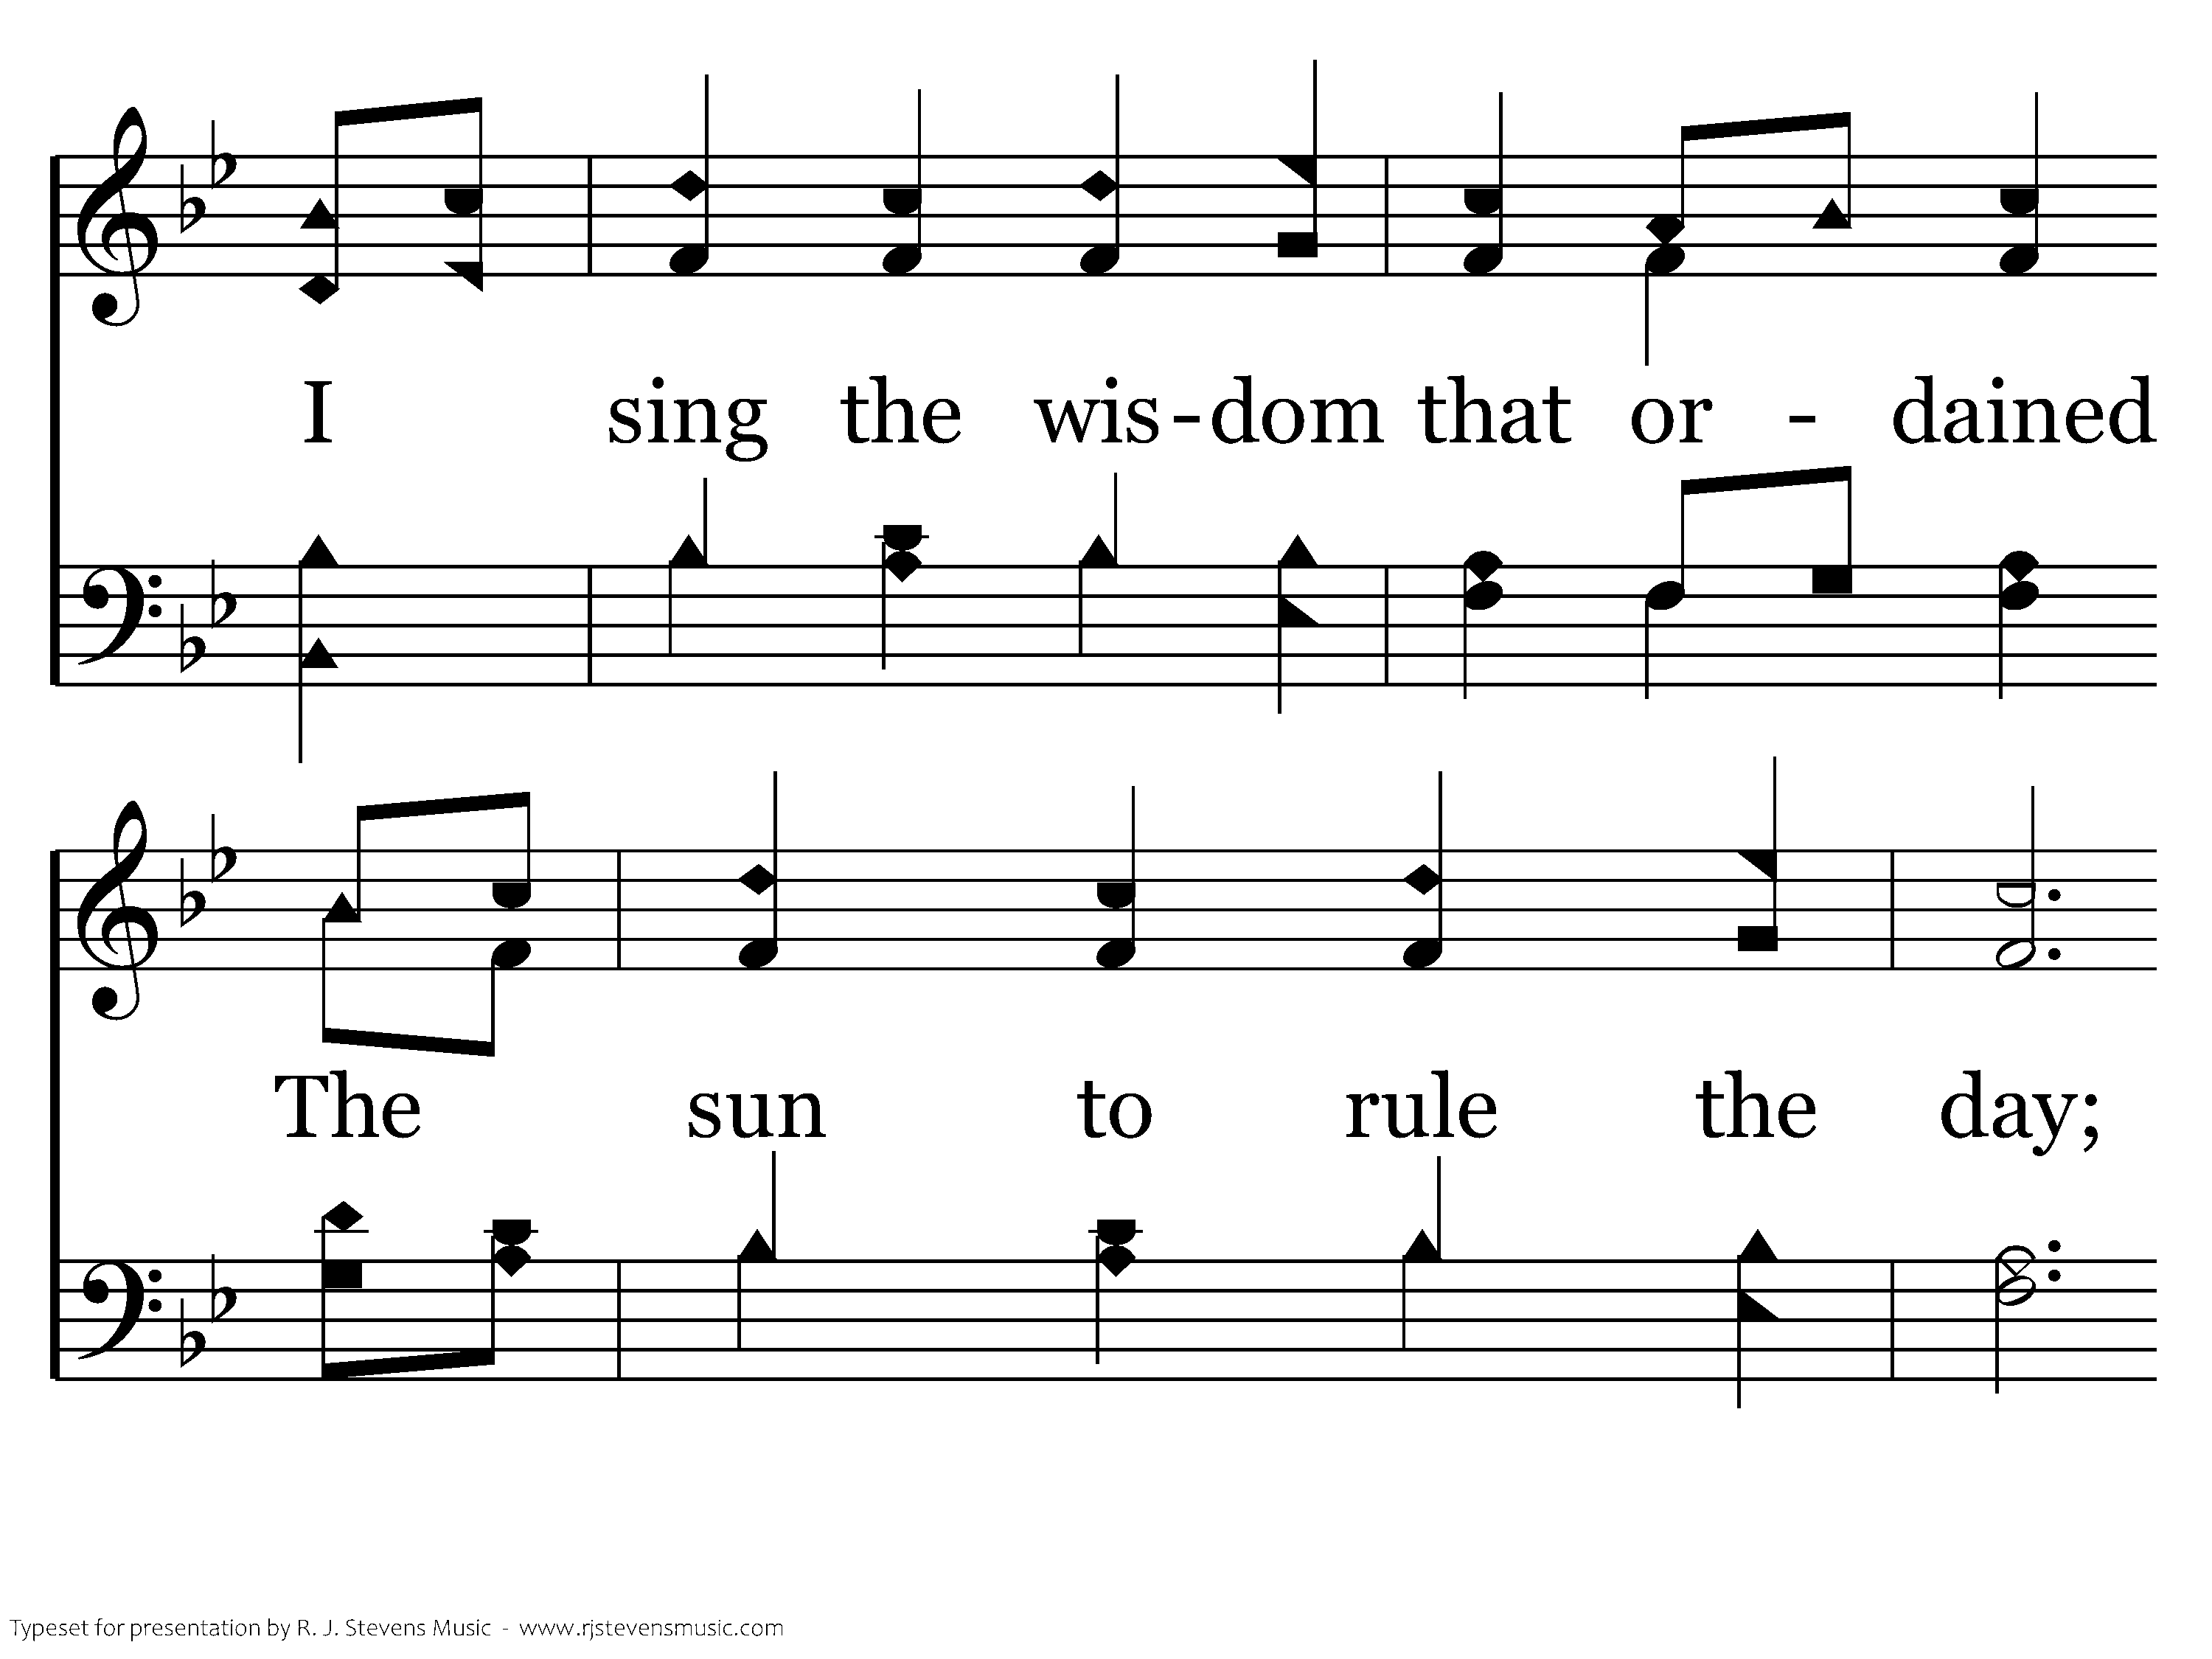 I sing the wis-dom that or - dained
The sun to rule the day;
Typeset for presentation by R. J. Stevens Music - www.rjstevensmusic.com